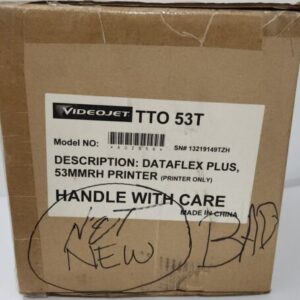 VIDEOJET TTO 53T
Model NO:
SN# 13219149TZH
DESCRIPTION: DATAFLEX PLUS,
53MMRH PRINTER (PRINTER ONLY)
HANDLE WITH CARE
MADE IN CHINA
NOT
NEW
BAD